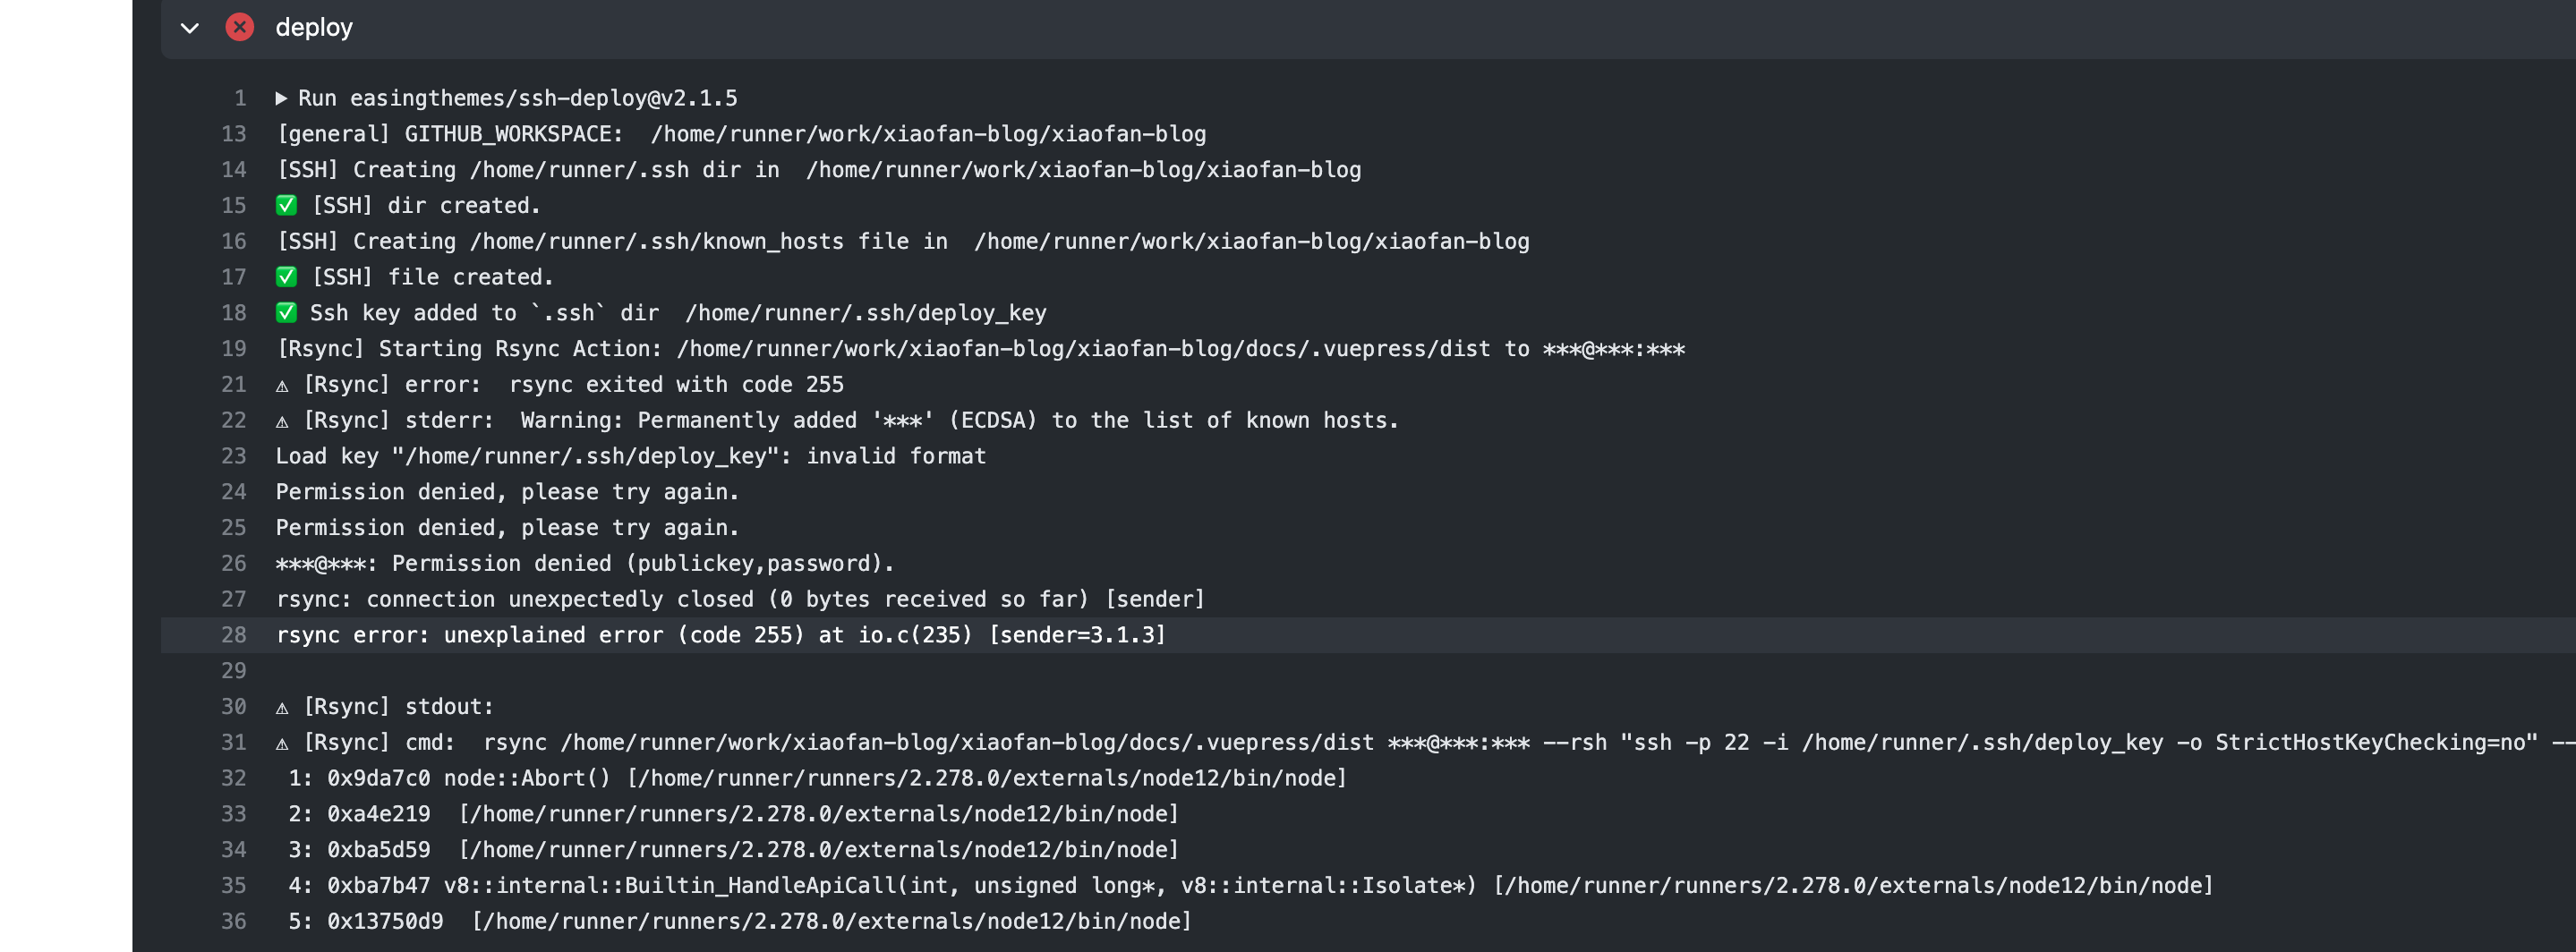 deploy
1 ▶ Run easingthemes/ssh-deploy@v2.1.5
13 [general] GITHUB_WORKSPACE:  /home/runner/work/xiaofan-blog/xiaofan-blog
14 [SSH] Creating /home/runner/.ssh dir in  /home/runner/work/xiaofan-blog/xiaofan-blog
15 ✅ [SSH] dir created.
16 [SSH] Creating /home/runner/.ssh/known_hosts file in  /home/runner/work/xiaofan-blog/xiaofan-blog
17 ✅ [SSH] file created.
18 ✅ Ssh key added to `.ssh` dir  /home/runner/.ssh/deploy_key
19 [Rsync] Starting Rsync Action: /home/runner/work/xiaofan-blog/xiaofan-blog/docs/.vuepress/dist to ***@***:***
21 ⚠ [Rsync] error:  rsync exited with code 255
22 ⚠ [Rsync] stderr:  Warning: Permanently added '***' (ECDSA) to the list of known hosts.
23 Load key "/home/runner/.ssh/deploy_key": invalid format
24 Permission denied, please try again.
25 Permission denied, please try again.
26 ***@***: Permission denied (publickey,password).
27 rsync: connection unexpectedly closed (0 bytes received so far) [sender]
28 rsync error: unexplained error (code 255) at io.c(235) [sender=3.1.3]
29
30 ⚠ [Rsync] stdout:
31 ⚠ [Rsync] cmd:  rsync /home/runner/work/xiaofan-blog/xiaofan-blog/docs/.vuepress/dist ***@***:*** --rsh "ssh -p 22 -i /home/runner/.ssh/deploy_key -o StrictHostKeyChecking=no" --
32 1: 0x9da7c0 node::Abort() [/home/runner/runners/2.278.0/externals/node12/bin/node]
33 2: 0xa4e219  [/home/runner/runners/2.278.0/externals/node12/bin/node]
34 3: 0xba5d59  [/home/runner/runners/2.278.0/externals/node12/bin/node]
35 4: 0xba7b47 v8::internal::Builtin_HandleApiCall(int, unsigned long*, v8::internal::Isolate*) [/home/runner/runners/2.278.0/externals/node12/bin/node]
36 5: 0x13750d9  [/home/runner/runners/2.278.0/externals/node12/bin/node]